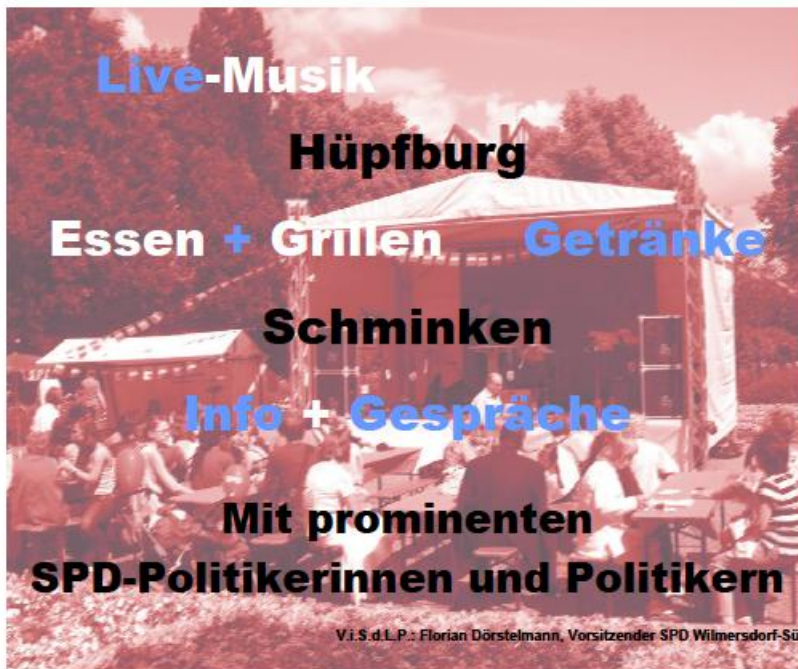 Live-Musik
Hüpfburg
Essen + Grillen Getränke
Schminken
Info + Gespräche
Mit prominenten
SPD-Politikerinnen und Politikern
V.i.S.d.L.P.: Florian Dörstelmann, Vorsitzender SPD Wilmersdorf-Sü